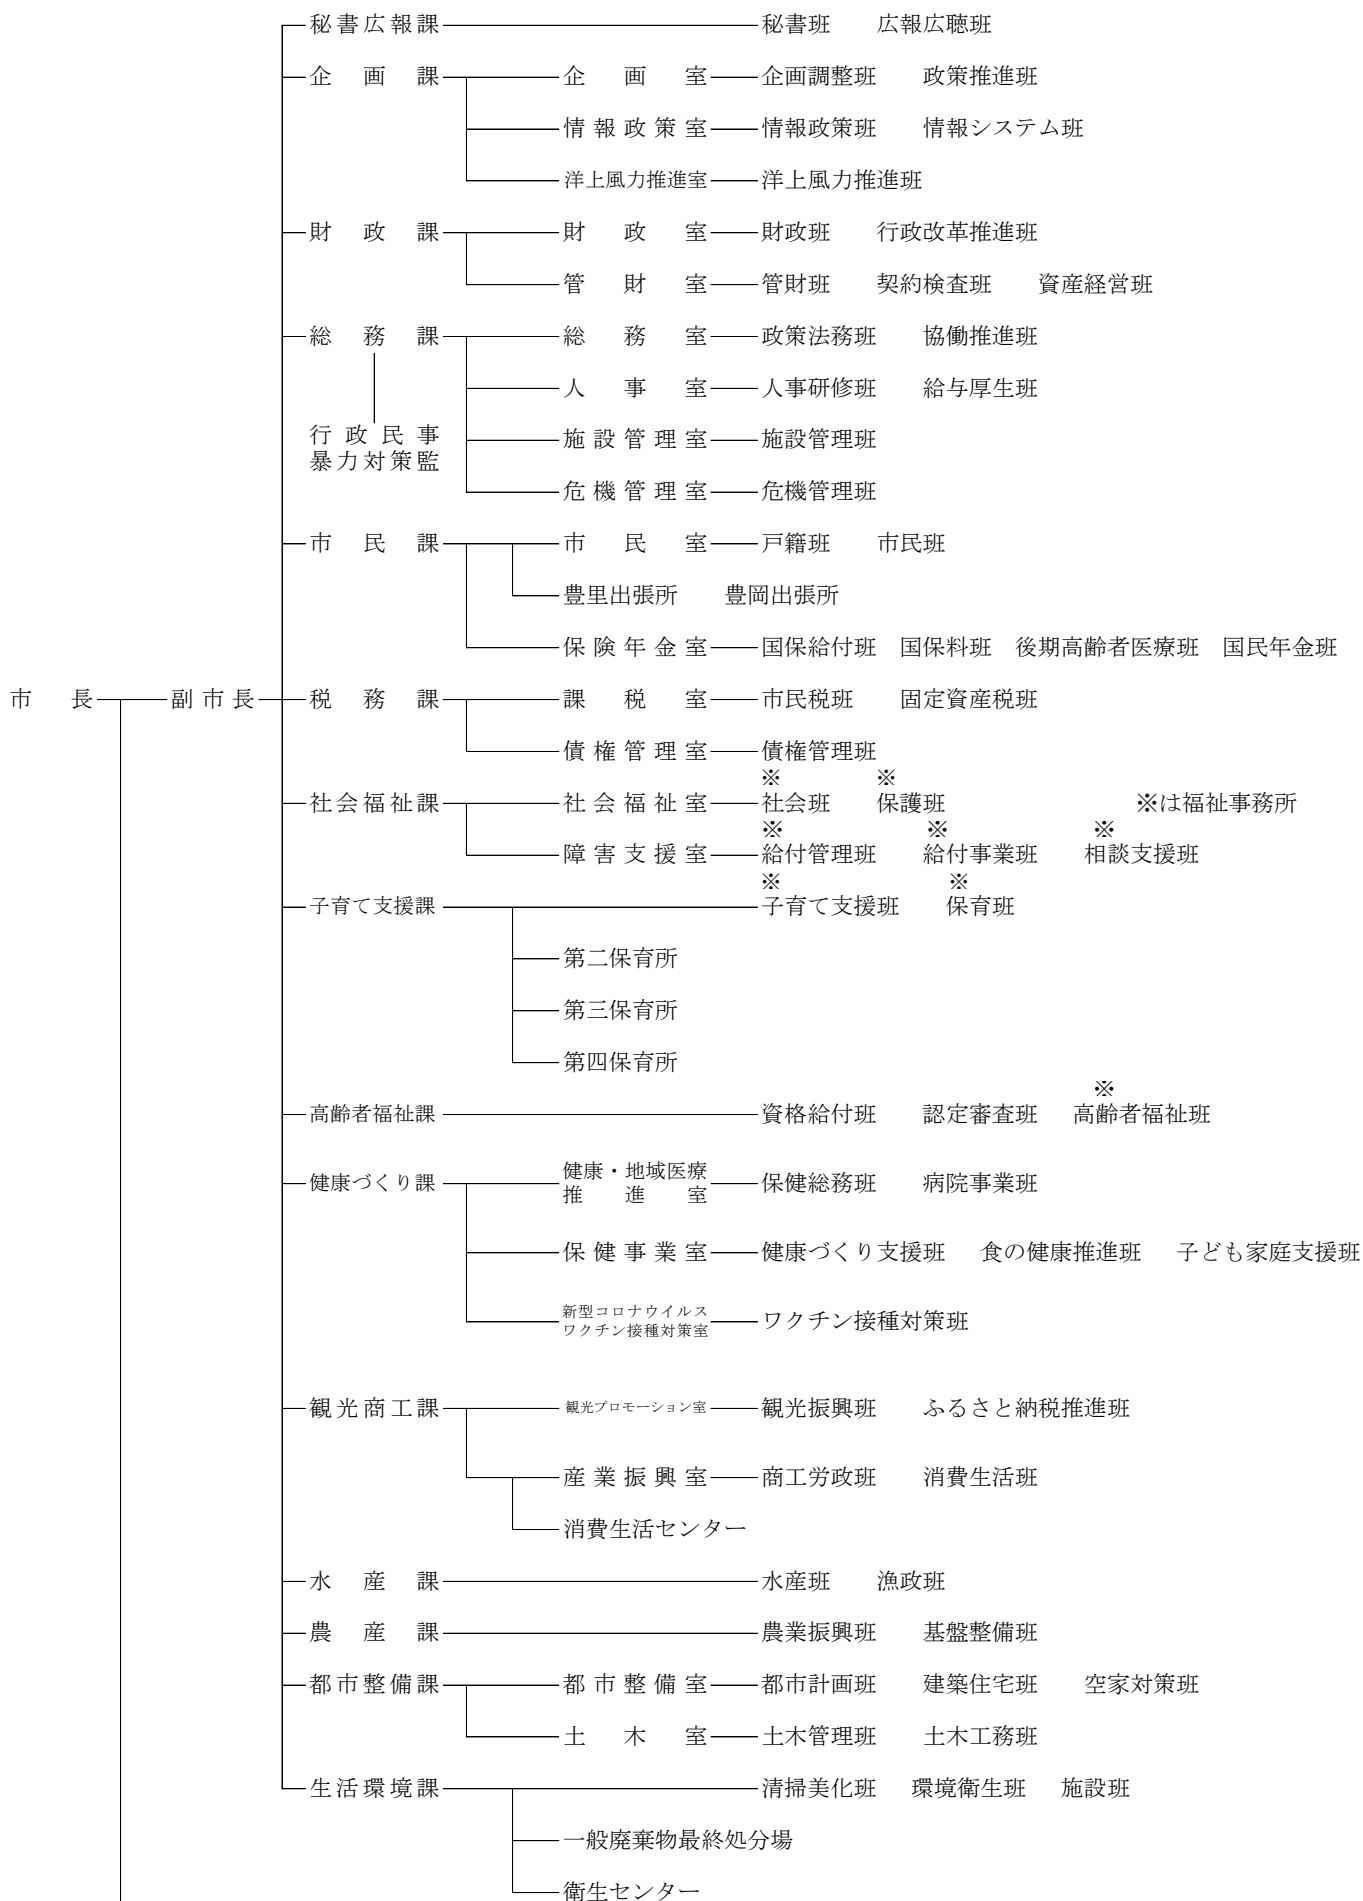 秘書広報課 秘書班 広報広聴班
企画課 企画室 企画調整班 政策推進班
情報政策室 情報政策班 情報システム班
洋上風力推進室 洋上風力推進班
財政課 財政室 財政班 行政改革推進班
管財室 管財班 契約検査班 資産経営班
総務課 総務室 政策法務班 協働推進班
人事室 人事研修班 給与厚生班
行政民事
暴力対策監
施設管理室 施設管理班
危機管理室 危機管理班
市民課 市民室 戸籍班 市民班
豊里出張所 豊岡出張所
保険年金室 国保給付班 国保料班 後期高齢者医療班 国民年金班
市長 副市長 税務課 課税室 市民税班 固定資産税班
債権管理室 債権管理班
※ ※
社会福祉課 社会福祉室 社会班 保護班 ※は福祉事務所
※ ※ ※
障害支援室 給付管理班 給付事業班 相談支援班
※ ※
子育て支援課 子育て支援班 保育班
第二保育所
第三保育所
第四保育所
※
高齢者福祉課 資格給付班 認定審査班 高齢者福祉班
健康づくり課 健康・地域医療
推進室 保健総務班 病院事業班
保健事業室 健康づくり支援班 食の健康推進班 子ども家庭支援班
新型コロナウイルス
ワクチン接種対策室 ワクチン接種対策班
観光商工課 観光プロモーション室 観光振興班 ふるさと納税推進班
産業振興室 商工労政班 消費生活班
消費生活センター
水産課 水産班 漁政班
農産課 農業振興班 基盤整備班
都市整備課 都市整備室 都市計画班 建築住宅班 空家対策班
土木室 土木管理班 土木工務班
生活環境課 清掃美化班 環境衛生班 施設班
一般廃棄物最終処分場
衛生センター